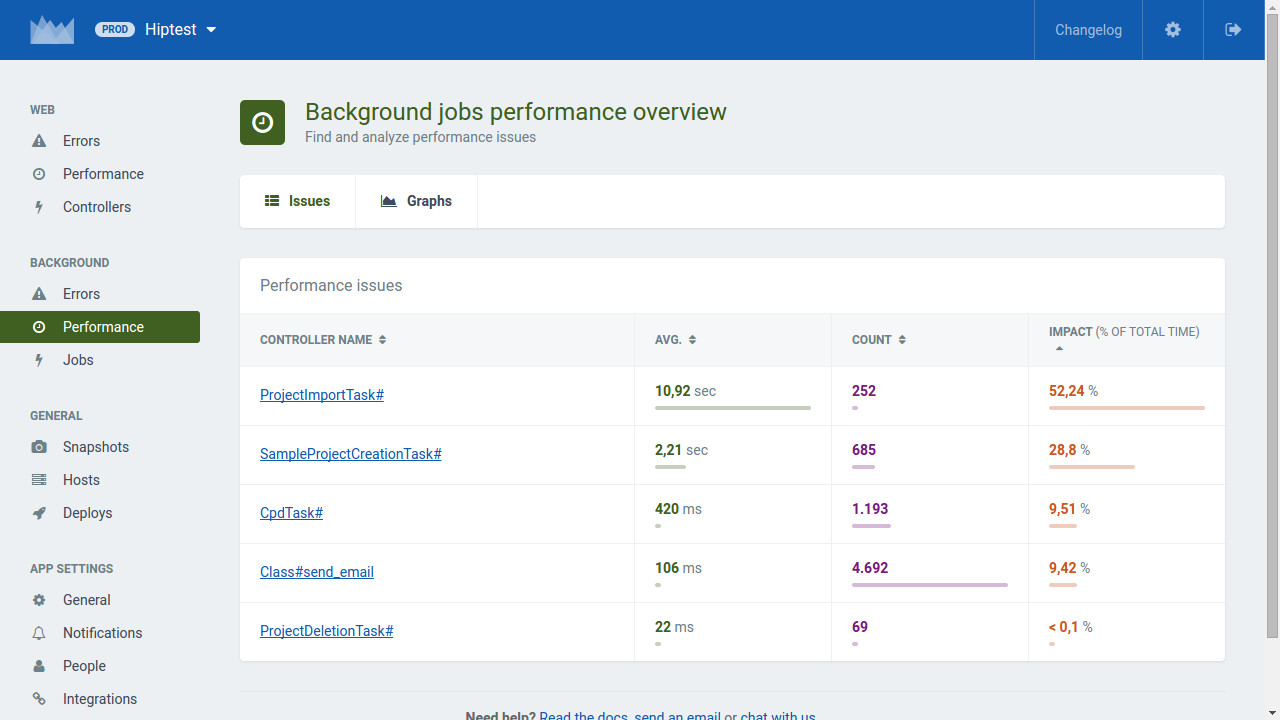 PROD Hiptest Changelog
WEB
Errors
Performance
Controllers
BACKGROUND
Errors
Performance
Jobs
GENERAL
Snapshots
Hosts
Deploys
APP SETTINGS
General
Notifications
People
Integrations
Background jobs performance overview
Find and analyze performance issues
Issues Graphs
Performance issues
CONTROLLER NAME AVG. COUNT IMPACT (% OF TOTAL TIME)
ProjectImportTask# 10,92 sec 252 52,24 %
SampleProjectCreationTask# 2,21 sec 685 28,8 %
CpdTask# 420 ms 1.193 9,51 %
Class#send_email 106 ms 4.692 9,42 %
ProjectDeletionTask# 22 ms 69 < 0,1 %
Need help? Read the docs, send an email or chat with us